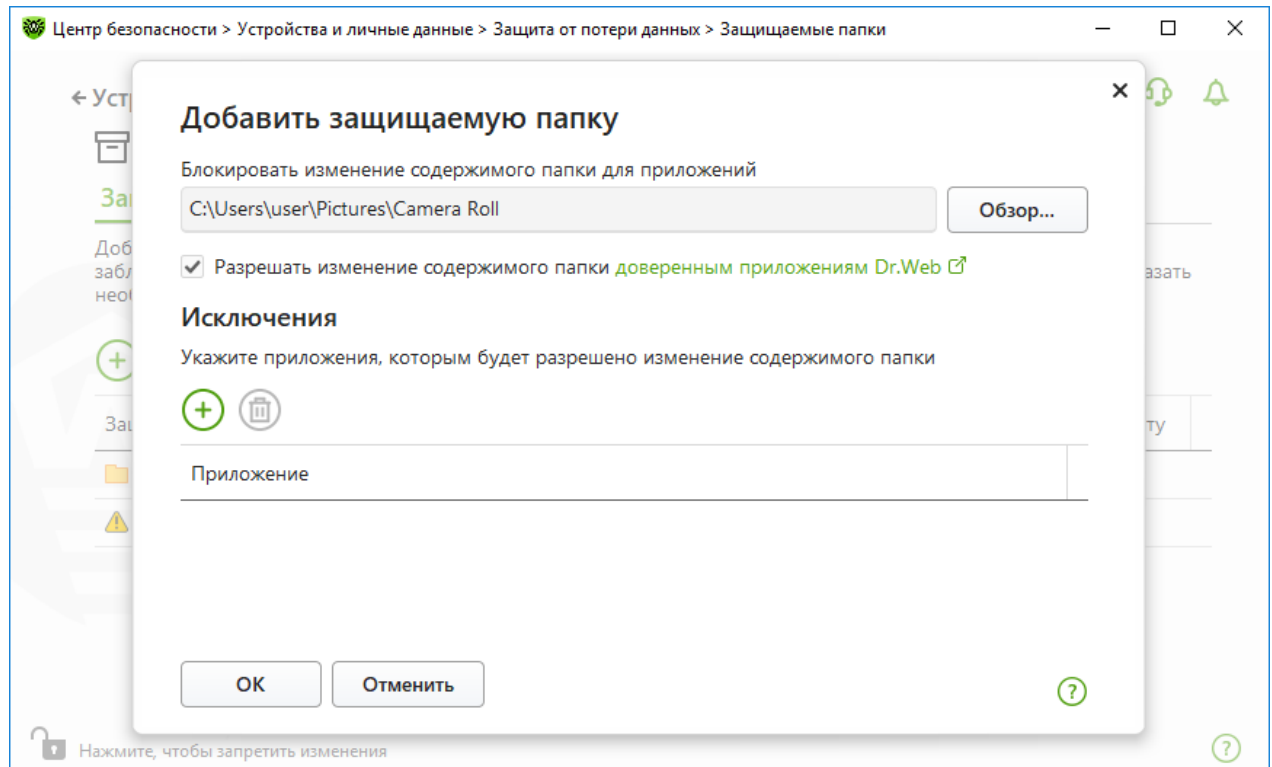 Центр безопасности > Устройства и личные данные > Защита от потери данных > Защищаемые папки
Добавить защищаемую папку
Блокировать изменение содержимого папки для приложений
C:\Users\user\Pictures\Camera Roll
Обзор...
Разрешать изменение содержимого папки доверенным приложениям Dr.Web
Исключения
Укажите приложения, которым будет разрешено изменение содержимого папки
Приложение
ОК
Отменить
Нажмите, чтобы запретить изменения